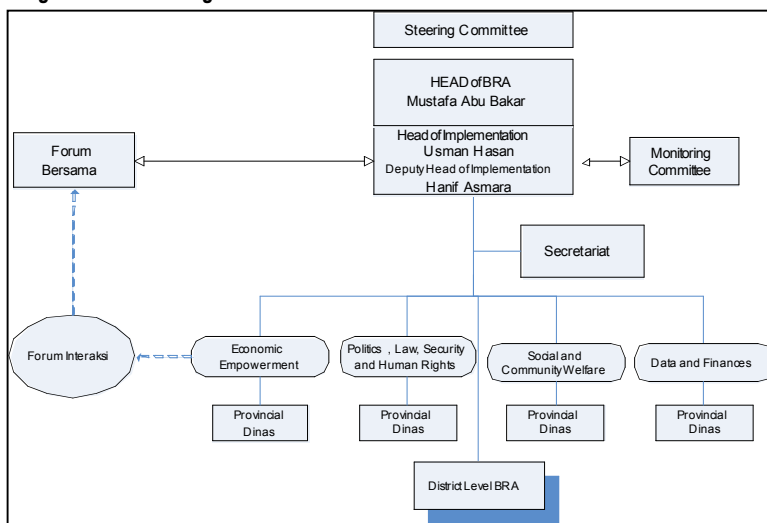 Steering Committee
HEAD of BRA
Mustafa Abu Bakar
Head of Implementation
Usman Hasan
Deputy Head of Implementation
Hanif Asmara
Forum
Bersama
Monitoring
Committee
Secretariat
Forum Interaksi
Economic
Empowerment
Politics , Law, Security
and Human Rights
Social and
Community Welfare
Data and Finances
Provincial
Dinas
Provincial
Dinas
Provincial
Dinas
Provincial
Dinas
District Level BRA